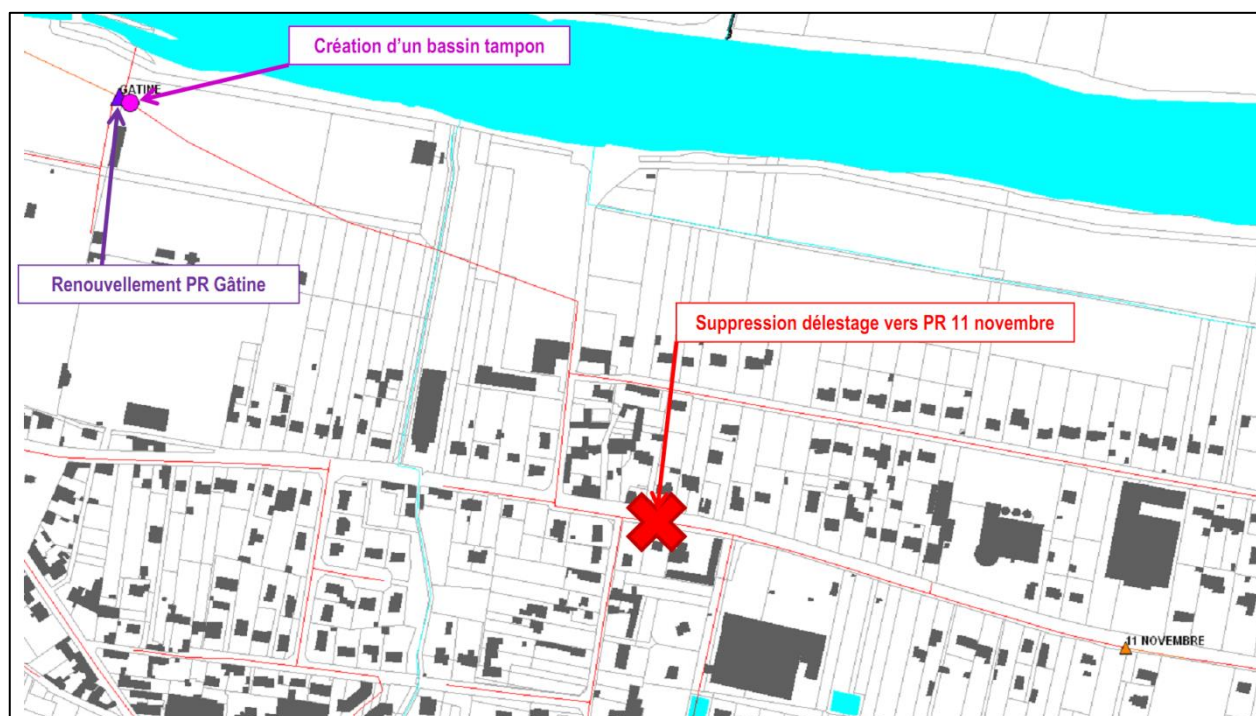 Création d'un bassin tampon
GATINE
Renouvellement PR Gâtine
Suppression délestage vers PR 11 novembre
11 NOVEMBRE